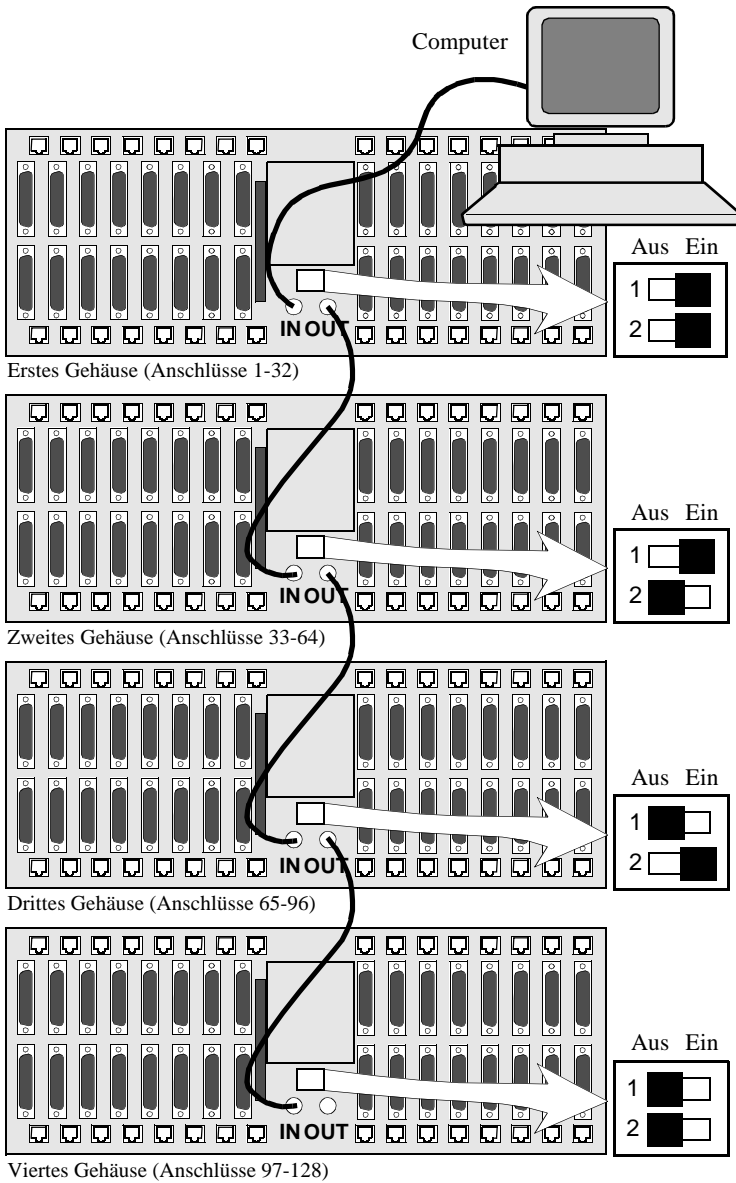 Computer
Aus Ein
1
2
IN OUT
Erstes Gehäuse (Anschlüsse 1-32)
Aus Ein
1
2
IN OUT
Zweites Gehäuse (Anschlüsse 33-64)
Aus Ein
1
2
IN OUT
Drittes Gehäuse (Anschlüsse 65-96)
Aus Ein
1
2
IN OUT
Viertes Gehäuse (Anschlüsse 97-128)